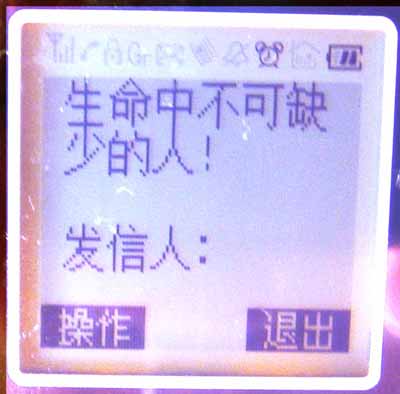 生命中不可缺
少的人!
发信人:
操作 退出